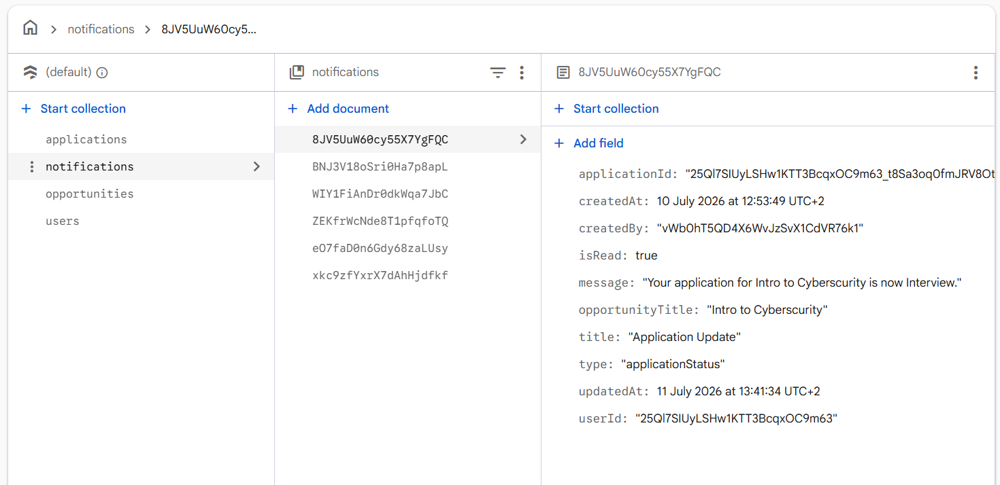 notifications
8JV5UuW6Ocy5...
(default)
notifications
8JV5UuW6Ocy55X7YgFQC
+ Start collection
+ Add document
+ Start collection
applications
notifications
opportunities
users
8JV5UuW60cy55X7YgFQC
BNJ3V18oSri0Ha7p8apL
WIY1FiAnDr0dkWqa7JbC
ZEKfrWcNde8T1pfqfoTQ
eO7faD0n6Gdy68zaLUsy
xkc9zfYxrX7dAhHjdfkf
+ Add field
applicationId: "25Ql7SIUyLSHw1KTT3BcqxOC9m63_t8Sa3oq0fmJRV8Ot
createdAt: 10 July 2026 at 12:53:49 UTC+2
createdBy: "vWb0hT5QD4X6WvJzSvX1CdVR76k1"
isRead: true
message: "Your application for Intro to Cyberscurity is now Interview."
opportunityTitle: "Intro to Cyberscurity"
title: "Application Update"
type: "applicationStatus"
updatedAt: 11 July 2026 at 13:41:34 UTC+2
userId: "25Ql7SIUyLSHw1KTT3BcqxOC9m63"